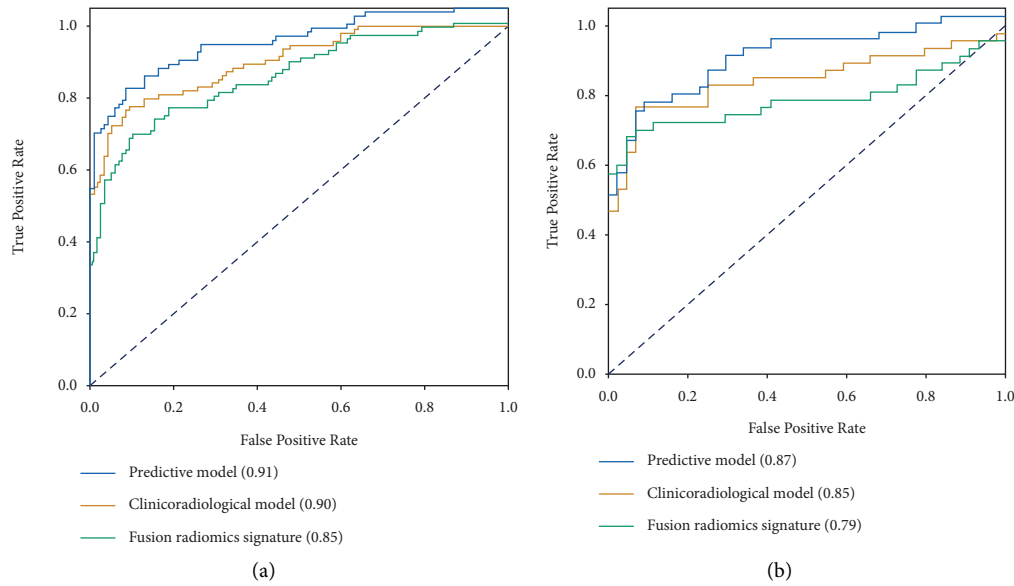 1.0
0.8
0.6
0.4
0.2
0.0
True Positive Rate
0.0 0.2 0.4 0.6 0.8 1.0
False Positive Rate
Predictive model (0.91)
Clinicoradiological model (0.90)
Fusion radiomics signature (0.85)
(a)
1.0
0.8
0.6
0.4
0.2
0.0
True Positive Rate
0.0 0.2 0.4 0.6 0.8 1.0
False Positive Rate
Predictive model (0.87)
Clinicoradiological model (0.85)
Fusion radiomics signature (0.79)
(b)